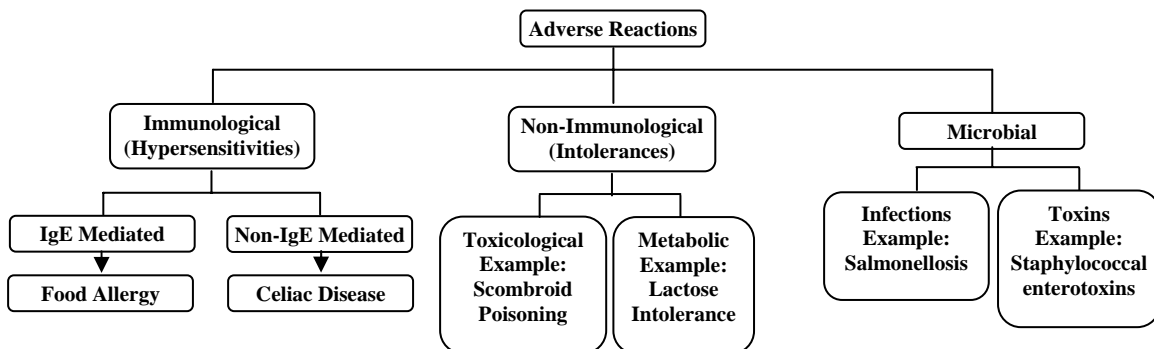 Adverse Reactions
Immunological
(Hypersensitivities)
Non-Immunological
(Intolerances)
Microbial
IgE Mediated
Non-IgE Mediated
Food Allergy
Celiac Disease
Toxicological
Example:
Scombroid
Poisoning
Metabolic
Example:
Lactose
Intolerance
Infections
Example:
Salmonellosis
Toxins
Example:
Staphylococcal
enterotoxins